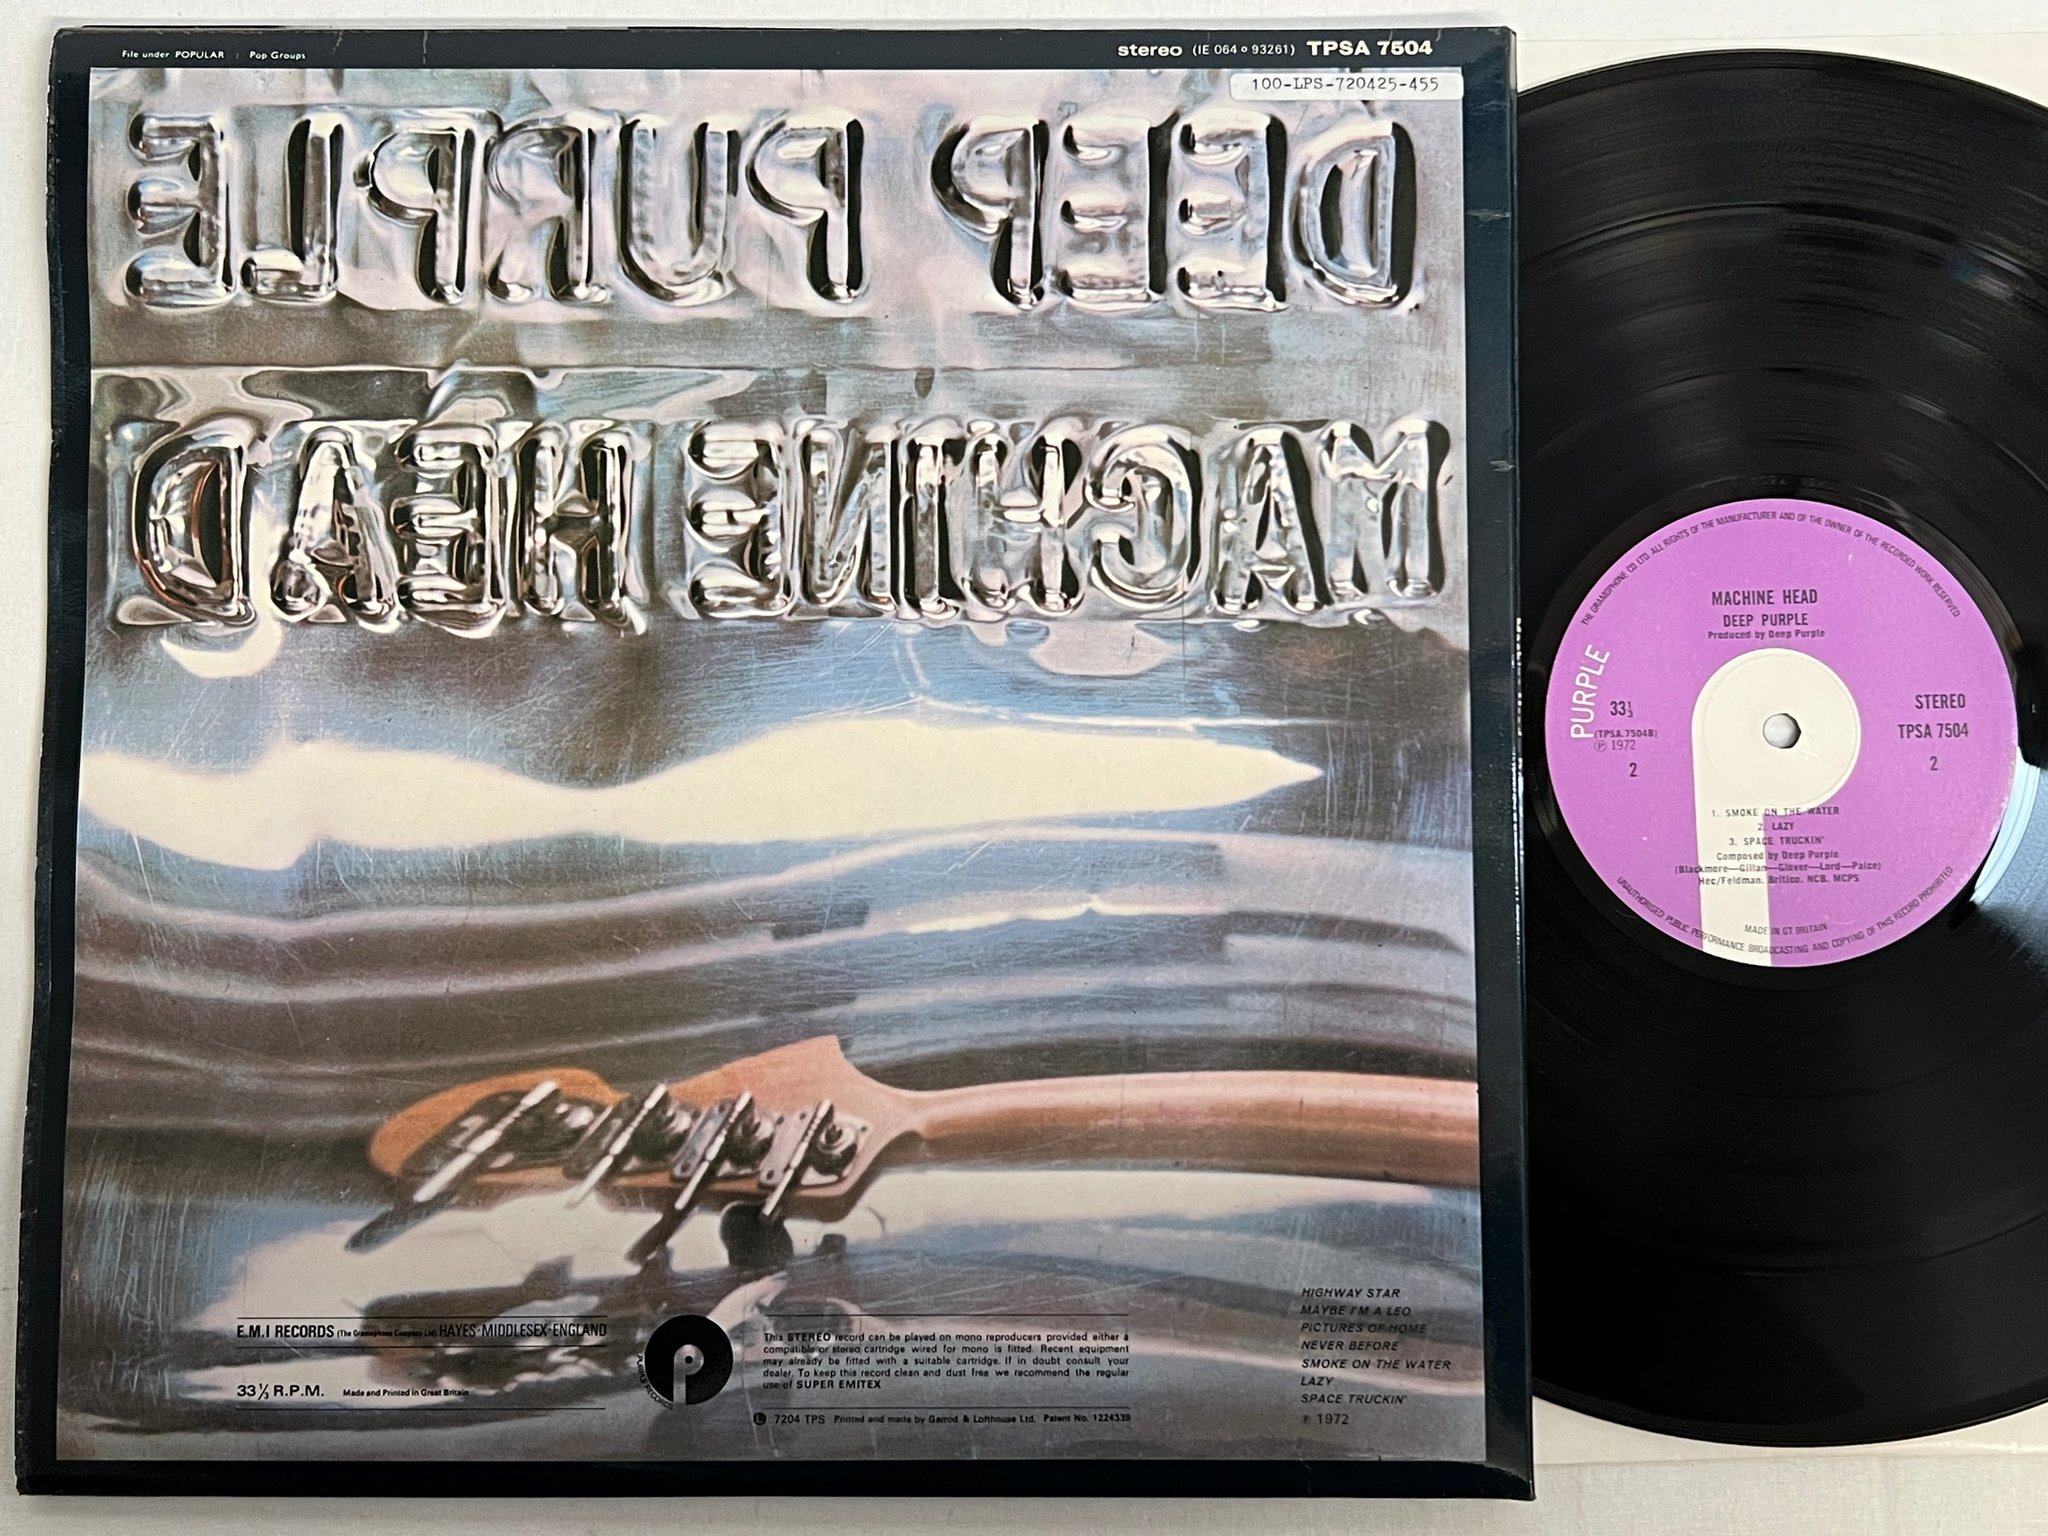 File under POPULAR : Pop Groups
stereo (IE 064 o 93261) TPSA 7504
100-LPS-720425-455
DEEP PURPLE
MACHINE HEAD
HIGHWAY STAR
MAYBE I'M A LEO
PICTURES OF HOME
NEVER BEFORE
SMOKE ON THE WATER
LAZY
SPACE TRUCKIN'
℗ 1972
E.M.I RECORDS (The Gramophone Company Ltd) HAYES·MIDDLESEX·ENGLAND
33 1/3 R.P.M. Made and Printed in Great Britain
PURPLE RECORDS
This STEREO record can be played on mono reproducers provided either a
compatible or stereo cartridge wired for mono is fitted. Recent equipment
may already be fitted with a suitable cartridge. If in doubt consult your
dealer. To keep this record clean and dust free we recommend the regular
use of SUPER EMITEX
L 7204 TPS Printed and made by Garrod & Lofthouse Ltd. Patent No. 1224339
THE GRAMOPHONE CO LTD. ALL RIGHTS OF THE MANUFACTURER AND OF THE OWNER OF THE RECORDED WORK RESERVED
MACHINE HEAD
DEEP PURPLE
Produced by Deep Purple
PURPLE
33⅓
(TPSA.7504B)
℗ 1972
2
STEREO
TPSA 7504
2
1. SMOKE ON THE WATER
2. LAZY
3. SPACE TRUCKIN'
Composed by Deep Purple
(Blackmore—Gillan—Glover—Lord—Paice)
Hec/Feldman. Britico. NCB. MCPS
MADE IN GT. BRITAIN
UNAUTHORISED PUBLIC PERFORMANCE BROADCASTING AND COPYING OF THIS RECORD PROHIBITED